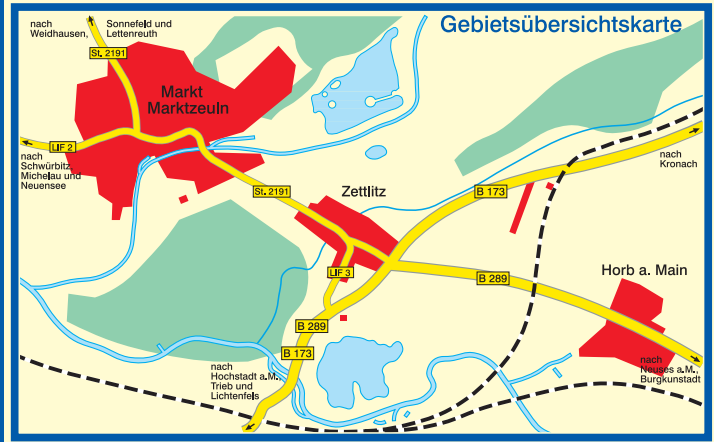 Gebietsübersichtskarte
nach
Weidhausen,
Sonnefeld und
Lettenreuth
St. 2191
Markt
Marktzeuln
LIF 2
nach
Schwürbitz,
Michelau und
Neuensee
St. 2191
Zettlitz
B 173
nach
Kronach
LIF 3
B 289
Horb a. Main
B 289
B 173
nach
Hochstadt a.M.,
Trieb und
Lichtenfels
nach
Neuses a.M.,
Burgkunstadt